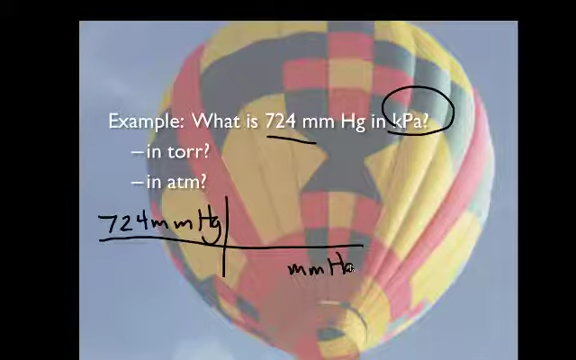 Example: What is 724 mm Hg in kPa?
–in torr?
–in atm?
724mmHg
mmHg